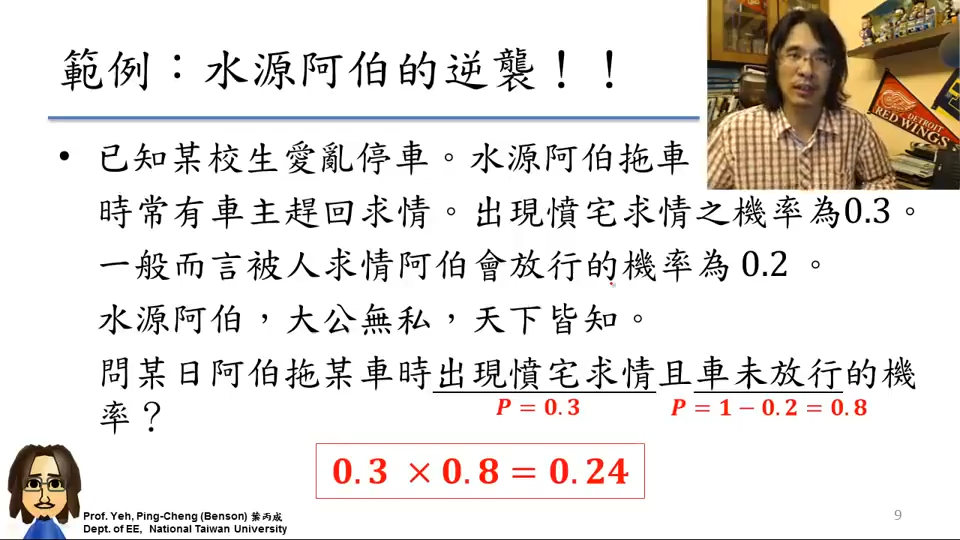 範例：水源阿伯的逆襲！！
• 已知某校生愛亂停車。水源阿伯拖車
時常有車主趕回求情。出現憤宅求情之機率為0.3。
一般而言被人求情阿伯會放行的機率為 0.2 。
水源阿伯，大公無私，天下皆知。
問某日阿伯拖某車時出現憤宅求情且車未放行的機
率？
P = 0.3
P = 1 − 0.2 = 0.8
0.3 × 0.8 = 0.24
Prof. Yeh, Ping-Cheng (Benson) 葉丙成
Dept. of EE, National Taiwan University
9
DETROIT
RED WINGS